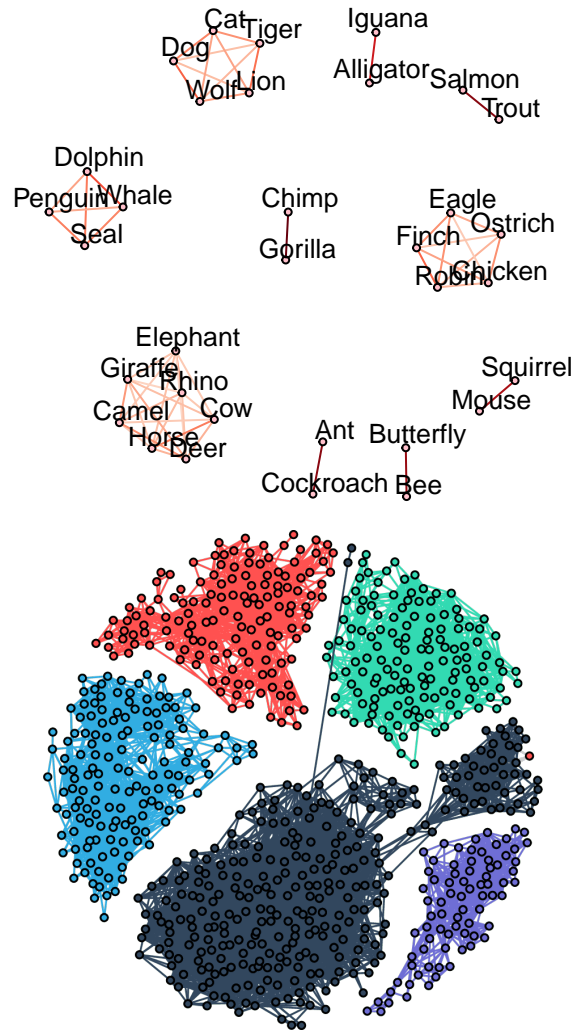 Cat
Tiger
Dog
Wolf
Lion
Iguana
Alligator
Salmon
Trout
Dolphin
Penguin
Whale
Seal
Chimp
Gorilla
Eagle
Ostrich
Finch
Robin
Chicken
Elephant
Giraffe
Rhino
Camel
Cow
Horse
Deer
Squirrel
Mouse
Ant
Cockroach
Butterfly
Bee